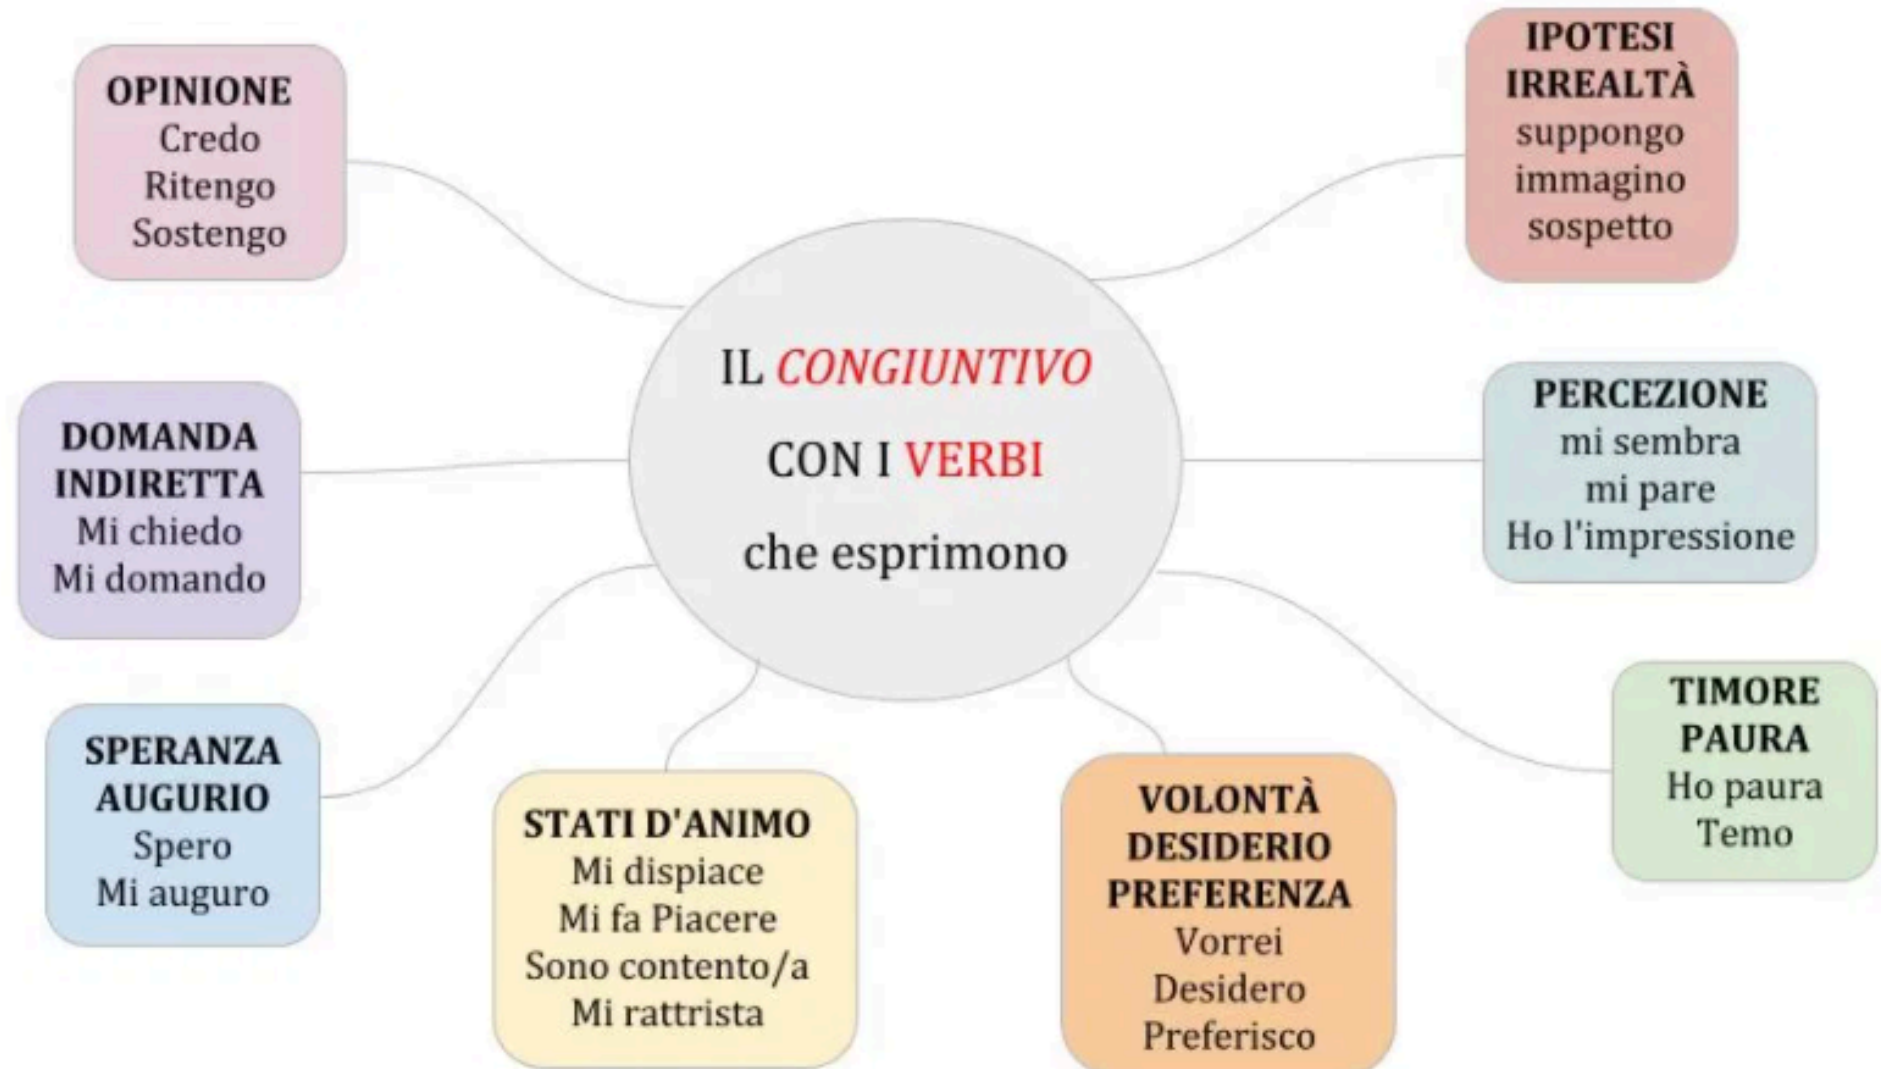 IL CONGIUNTIVO
CON I VERBI
che esprimono
OPINIONE
Credo
Ritengo
Sostengo
IPOTESI
IRREALTÀ
suppongo
immagino
sospetto
DOMANDA
INDIRETTA
Mi chiedo
Mi domando
PERCEZIONE
mi sembra
mi pare
Ho l'impressione
SPERANZA
AUGURIO
Spero
Mi auguro
STATI D'ANIMO
Mi dispiace
Mi fa Piacere
Sono contento/a
Mi rattrista
VOLONTÀ
DESIDERIO
PREFERENZA
Vorrei
Desidero
Preferisco
TIMORE
PAURA
Ho paura
Temo